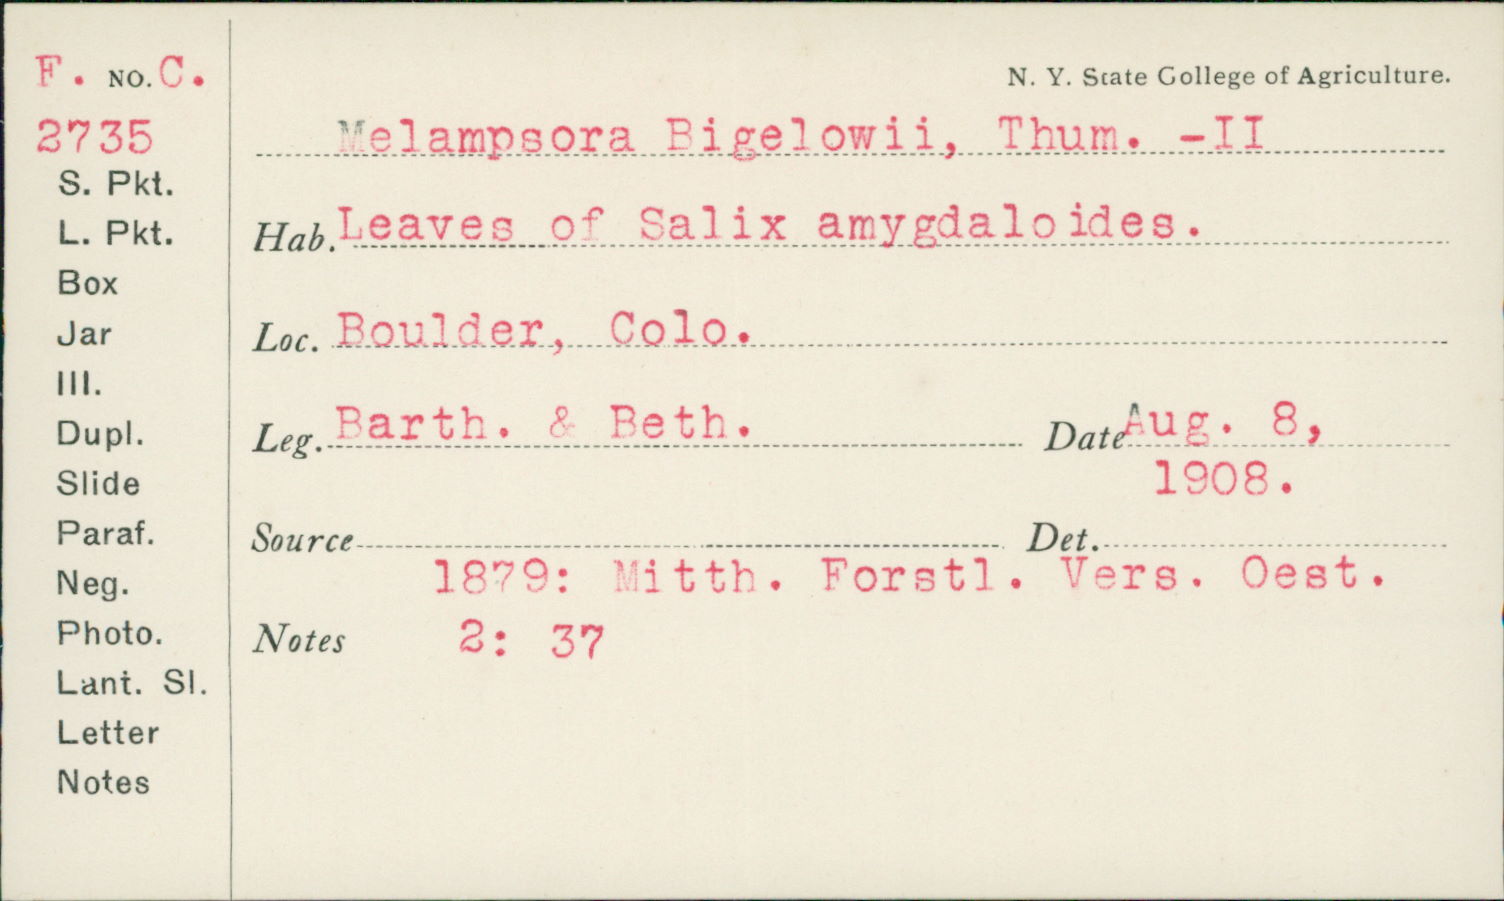 F. NO. C.
2735
S. Pkt.
L. Pkt.
Box
Jar
Ill.
Dupl.
Slide
Paraf.
Neg.
Photo.
Lant. Sl.
Letter
Notes
N. Y. State College of Agriculture.
Melampsora Bigelowii, Thum. -II
Hab. Leaves of Salix amygdaloides.
Loc. Boulder, Colo.
Leg. Barth. & Beth. Date Aug. 8,
1908.
Source Det.
1879: Mitth. Forstl. Vers. Oest.
Notes 2: 37